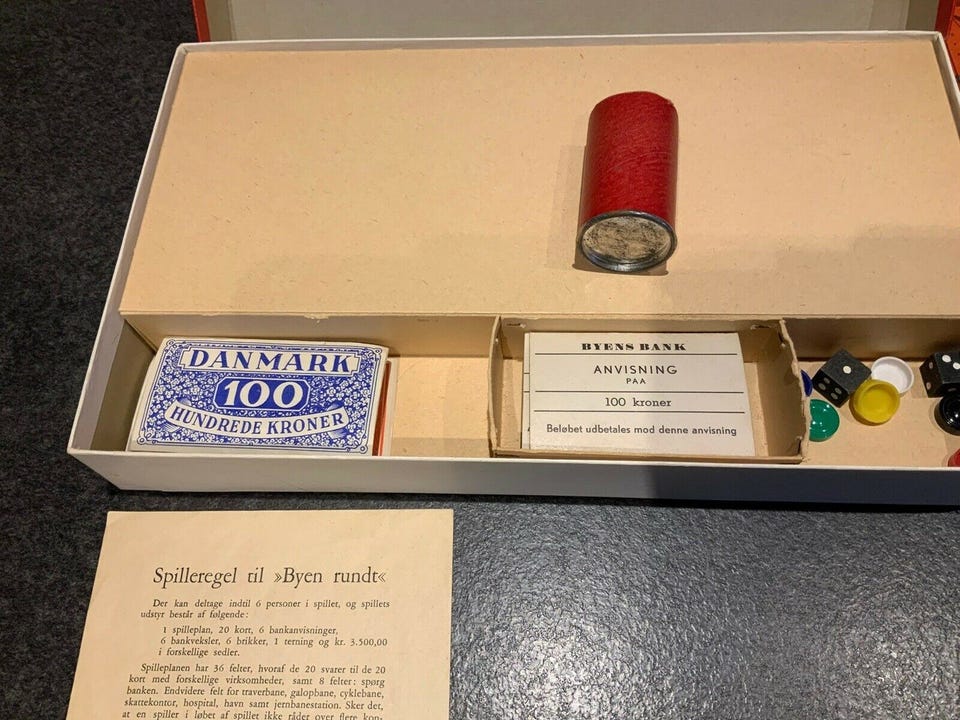 DANMARK
100
HUNDREDE KRONER
BYENS BANK
ANVISNING
PAA
100 kroner
Beløbet udbetales mod denne anvisning
Spilleregel til »Byen rundt«
Der kan deltage indtil 6 personer i spillet, og spillets
udstyr består af følgende:
1 spilleplan, 20 kort, 6 bankanvisninger,
6 bankveksler, 6 brikker, 1 terning og kr. 3.500,00
i forskellige sedler.
Spilleplanen har 36 felter, hvoraf de 20 svarer til de 20
kort med forskellige virksomheder, samt 8 felter: spørg
banken. Endvidere felt for traverbane, galopbane, cyklebane,
skattekontor, hospital, havn samt jernbanestation. Sker det,
at en spiller i løbet af spillet ikke råder over flere kon-